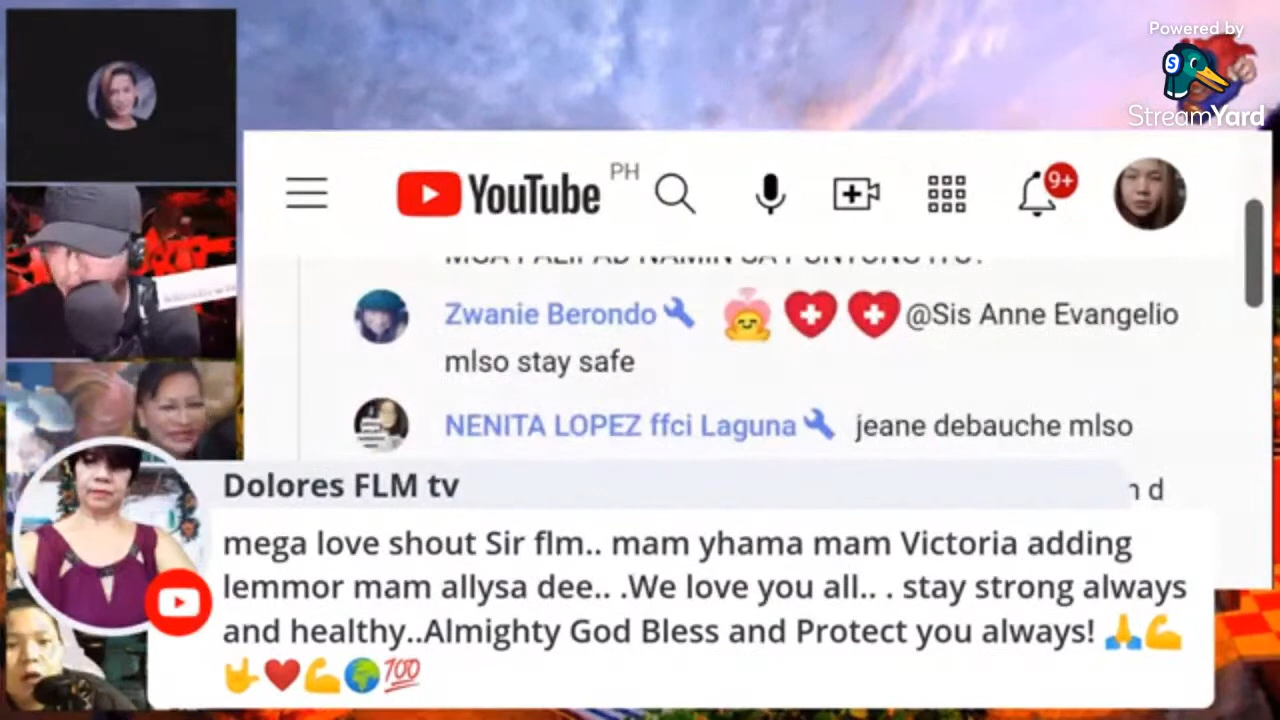 Powered by
StreamYard
YouTube PH
9+
MGA PALIPAD NAMIN SA
Zwanie Berondo @Sis Anne Evangelio
mlso stay safe
NENITA LOPEZ ffci Laguna jeane debauche mlso
d
Dolores FLM tv
mega love shout Sir flm.. mam yhama mam Victoria adding
lemmor mam allysa dee.. .We love you all.. . stay strong always
and healthy..Almighty God Bless and Protect you always! 🙏💪
🤟❤️💪🌍💯